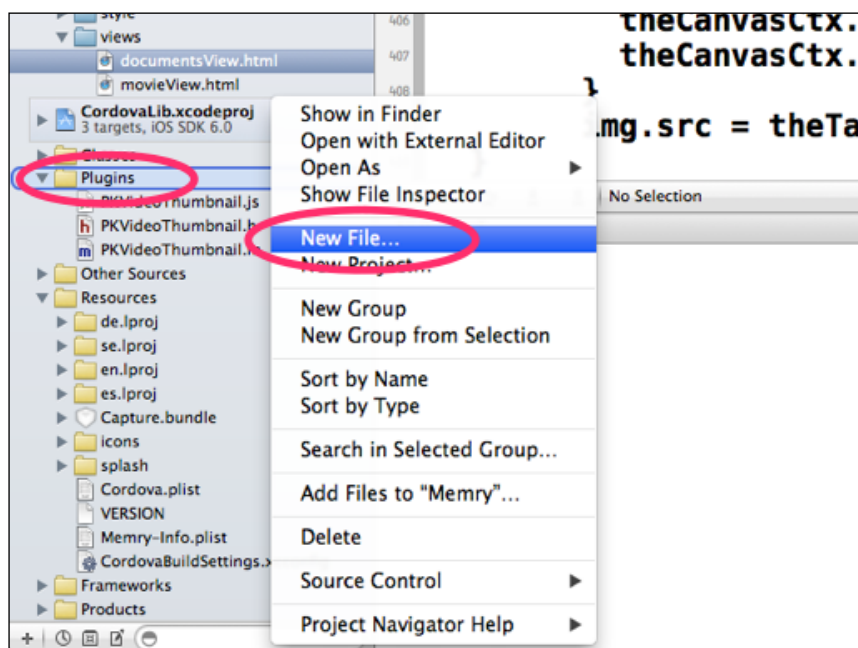 style
views
documentsView.html
movieView.html
CordovaLib.xcodeproj
3 targets, iOS SDK 6.0
Classes
Plugins
PKVideoThumbnail.js
PKVideoThumbnail.h
PKVideoThumbnail.m
Other Sources
Resources
de.lproj
se.lproj
en.lproj
es.lproj
Capture.bundle
icons
splash
Cordova.plist
VERSION
Memry-Info.plist
CordovaBuildSettings.x
Frameworks
Products
Show in Finder
Open with External Editor
Open As
Show File Inspector
New File...
New Project...
New Group
New Group from Selection
Sort by Name
Sort by Type
Search in Selected Group...
Add Files to “Memry”...
Delete
Source Control
Project Navigator Help
406 theCanvasCtx.
407 theCanvasCtx.
408 }
img.src = theTa
}
No Selection